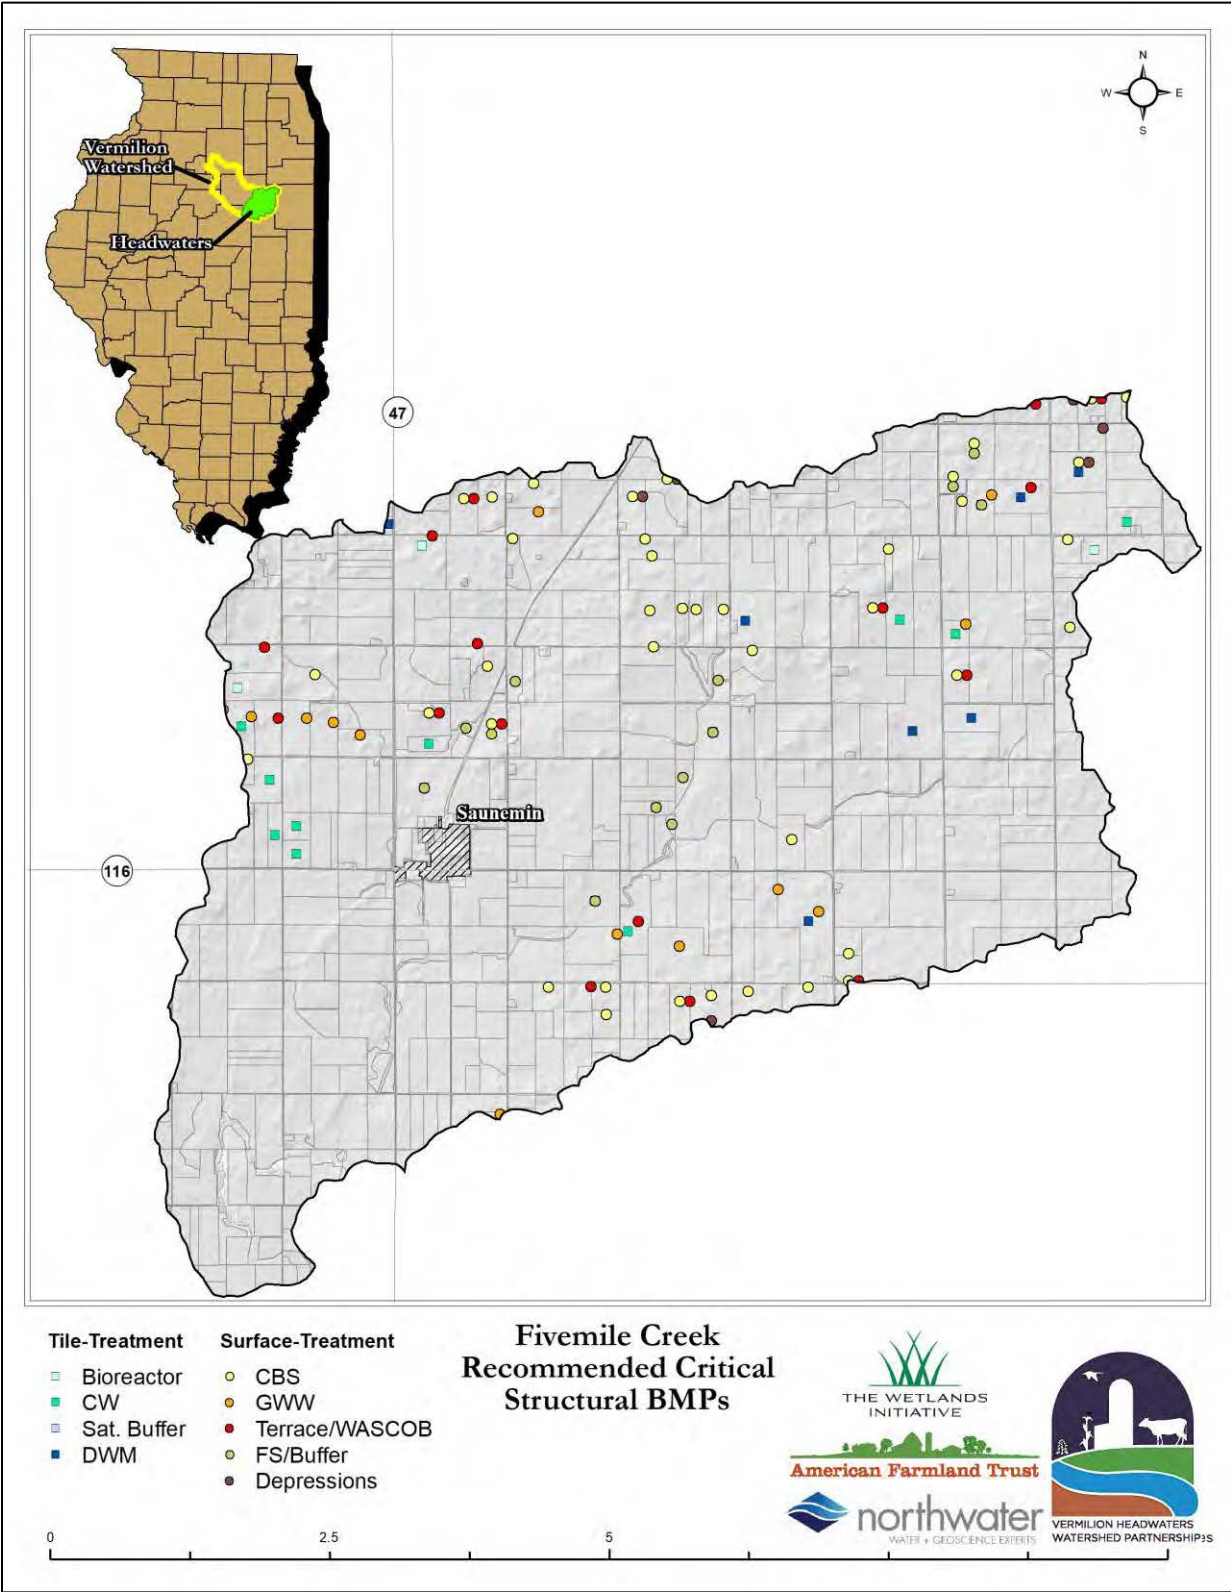 N
W E
S
Vermilion
Watershed
Headwaters
47
Saunemin
116
Tile-Treatment
Bioreactor
CW
Sat. Buffer
DWM
Surface-Treatment
CBS
GWW
Terrace/WASCOB
FS/Buffer
Depressions
Fivemile Creek
Recommended Critical
Structural BMPs
THE WETLANDS
INITIATIVE
American Farmland Trust
northwater
WATER + GEOSCIENCE EXPERTS
VERMILION HEADWATERS
WATERSHED PARTNERSHIP
0 2.5 5